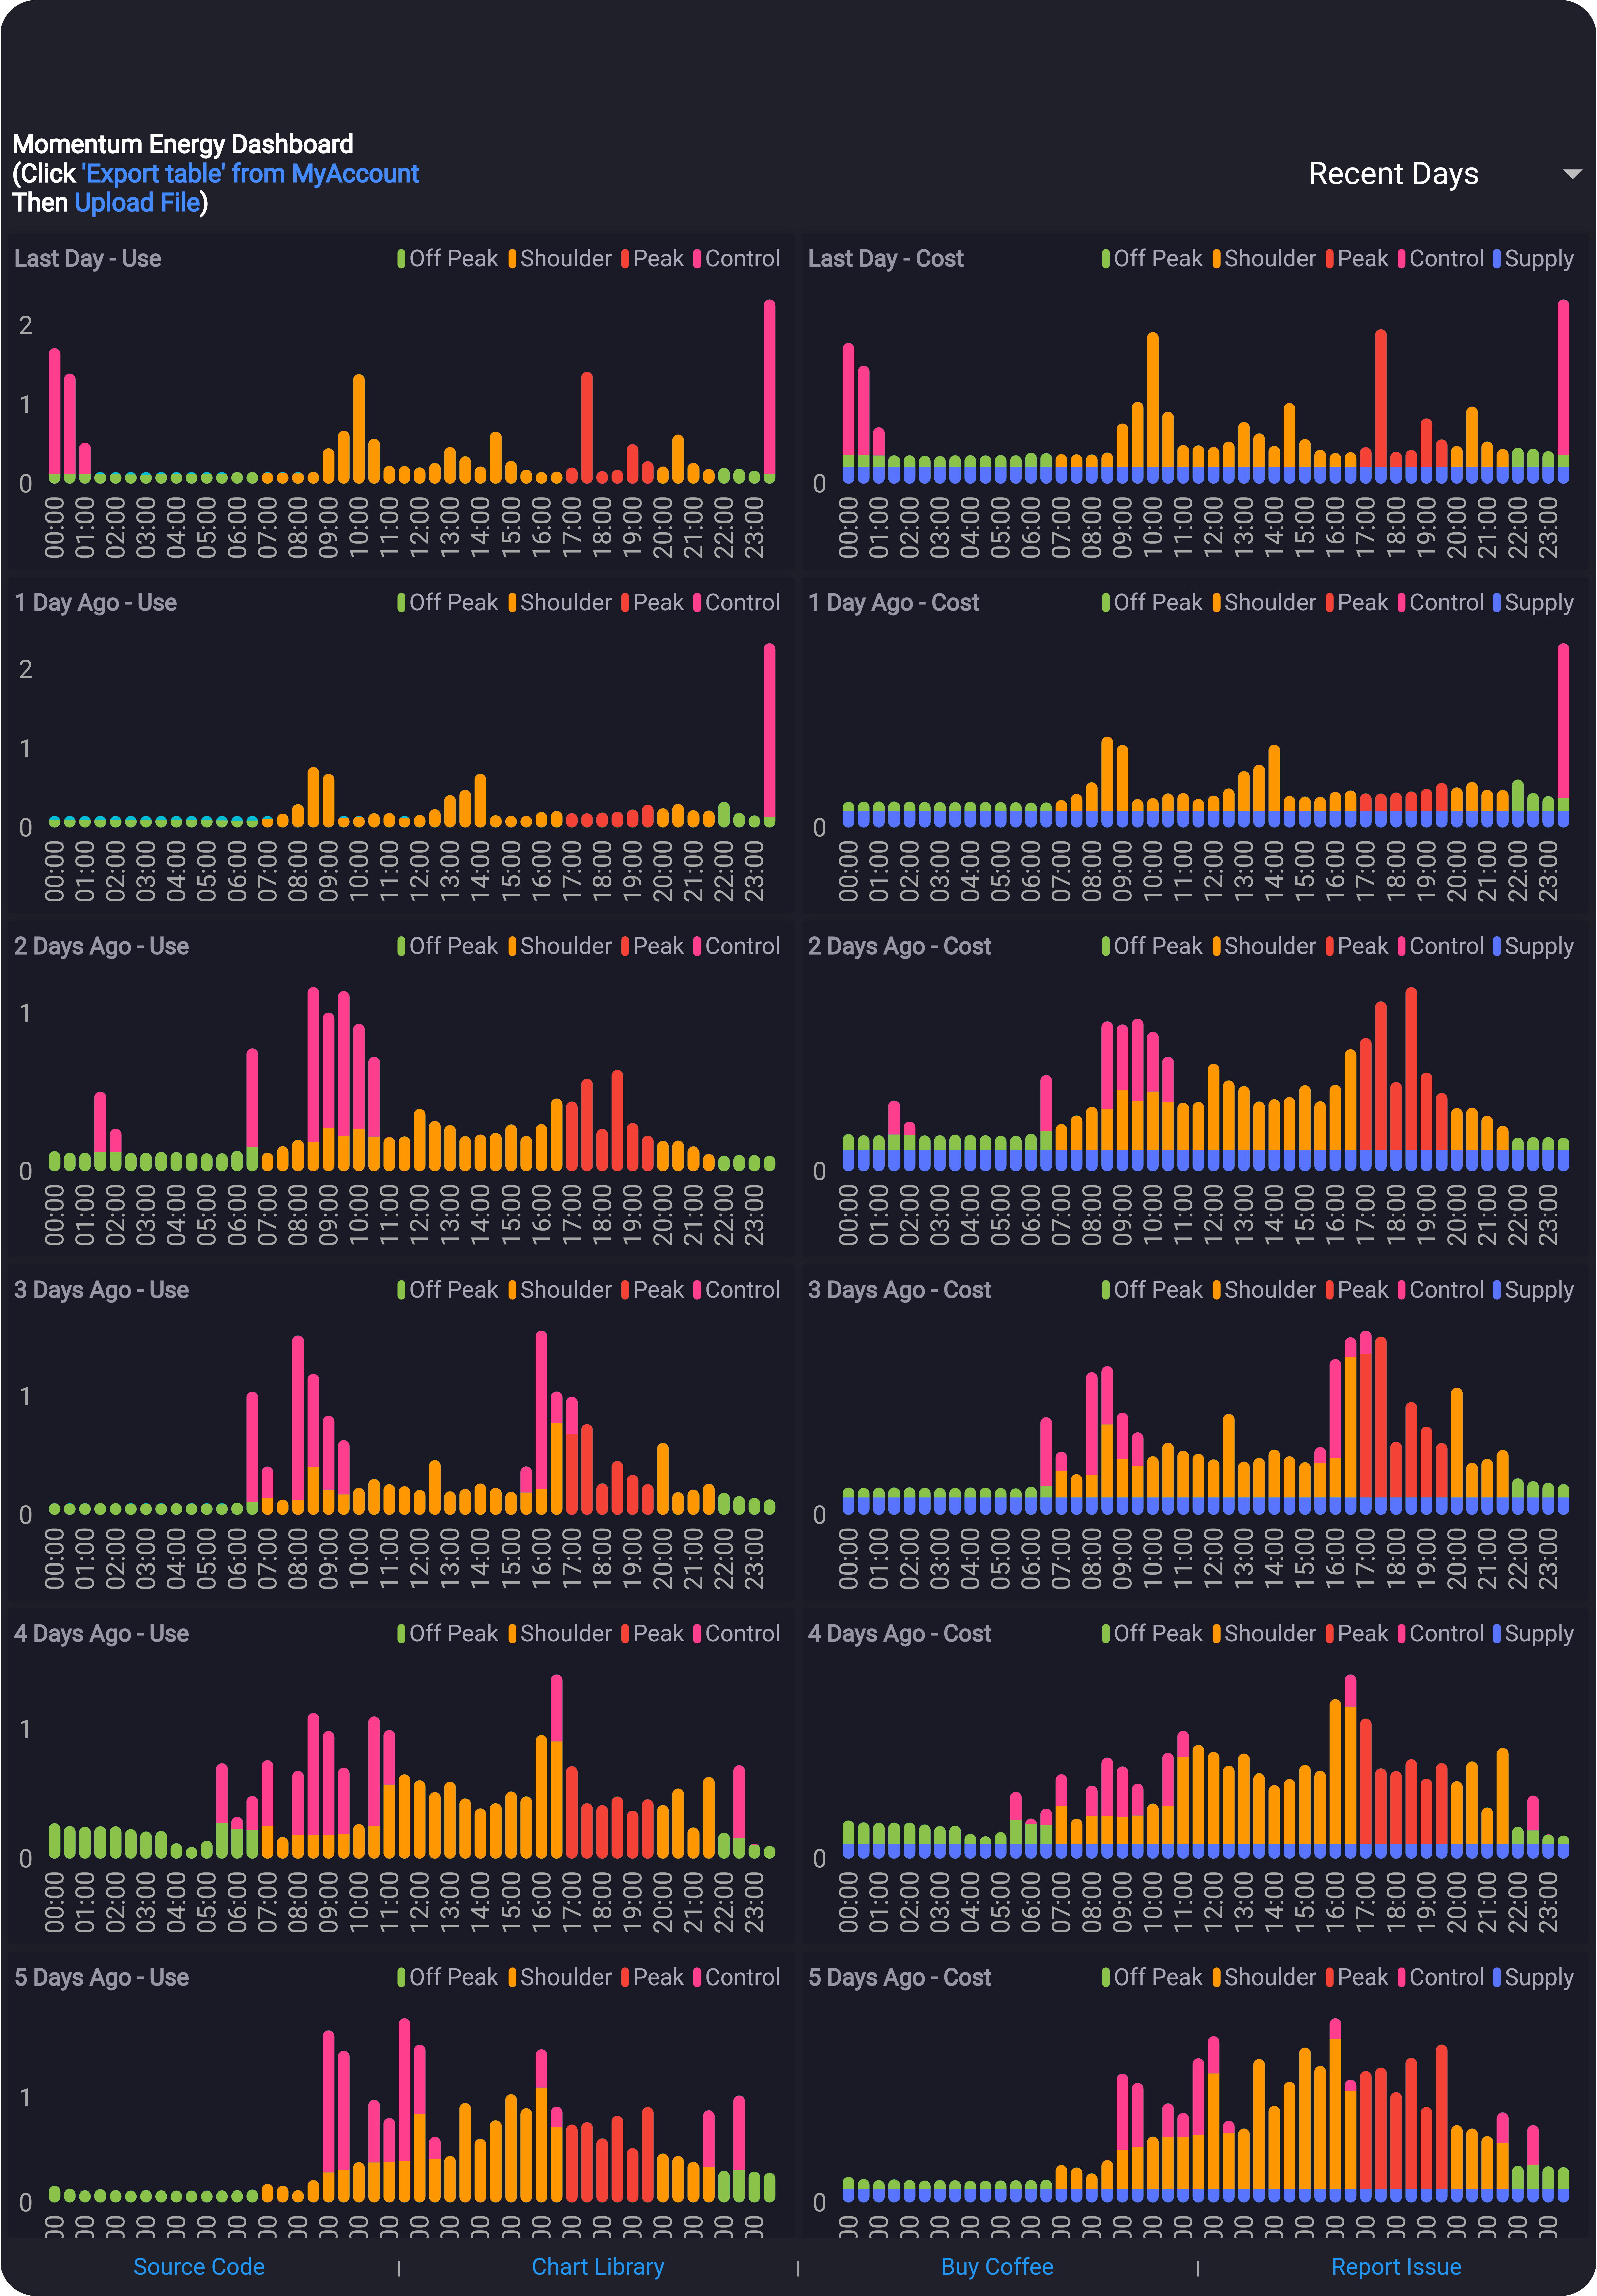 Momentum Energy Dashboard
(Click 'Export table' from MyAccount
Then Upload File)
Recent Days
Last Day - Use
Off Peak Shoulder Peak Control
2
1
0
00:00 01:00 02:00 03:00 04:00 05:00 06:00 07:00 08:00 09:00 10:00 11:00 12:00 13:00 14:00 15:00 16:00 17:00 18:00 19:00 20:00 21:00 22:00 23:00
Last Day - Cost
Off Peak Shoulder Peak Control Supply
0
00:00 01:00 02:00 03:00 04:00 05:00 06:00 07:00 08:00 09:00 10:00 11:00 12:00 13:00 14:00 15:00 16:00 17:00 18:00 19:00 20:00 21:00 22:00 23:00
1 Day Ago - Use
Off Peak Shoulder Peak Control
2
1
0
00:00 01:00 02:00 03:00 04:00 05:00 06:00 07:00 08:00 09:00 10:00 11:00 12:00 13:00 14:00 15:00 16:00 17:00 18:00 19:00 20:00 21:00 22:00 23:00
1 Day Ago - Cost
Off Peak Shoulder Peak Control Supply
0
00:00 01:00 02:00 03:00 04:00 05:00 06:00 07:00 08:00 09:00 10:00 11:00 12:00 13:00 14:00 15:00 16:00 17:00 18:00 19:00 20:00 21:00 22:00 23:00
2 Days Ago - Use
Off Peak Shoulder Peak Control
1
0
00:00 01:00 02:00 03:00 04:00 05:00 06:00 07:00 08:00 09:00 10:00 11:00 12:00 13:00 14:00 15:00 16:00 17:00 18:00 19:00 20:00 21:00 22:00 23:00
2 Days Ago - Cost
Off Peak Shoulder Peak Control Supply
0
00:00 01:00 02:00 03:00 04:00 05:00 06:00 07:00 08:00 09:00 10:00 11:00 12:00 13:00 14:00 15:00 16:00 17:00 18:00 19:00 20:00 21:00 22:00 23:00
3 Days Ago - Use
Off Peak Shoulder Peak Control
1
0
00:00 01:00 02:00 03:00 04:00 05:00 06:00 07:00 08:00 09:00 10:00 11:00 12:00 13:00 14:00 15:00 16:00 17:00 18:00 19:00 20:00 21:00 22:00 23:00
3 Days Ago - Cost
Off Peak Shoulder Peak Control Supply
0
00:00 01:00 02:00 03:00 04:00 05:00 06:00 07:00 08:00 09:00 10:00 11:00 12:00 13:00 14:00 15:00 16:00 17:00 18:00 19:00 20:00 21:00 22:00 23:00
4 Days Ago - Use
Off Peak Shoulder Peak Control
1
0
00:00 01:00 02:00 03:00 04:00 05:00 06:00 07:00 08:00 09:00 10:00 11:00 12:00 13:00 14:00 15:00 16:00 17:00 18:00 19:00 20:00 21:00 22:00 23:00
4 Days Ago - Cost
Off Peak Shoulder Peak Control Supply
0
00:00 01:00 02:00 03:00 04:00 05:00 06:00 07:00 08:00 09:00 10:00 11:00 12:00 13:00 14:00 15:00 16:00 17:00 18:00 19:00 20:00 21:00 22:00 23:00
5 Days Ago - Use
Off Peak Shoulder Peak Control
1
0
5 Days Ago - Cost
Off Peak Shoulder Peak Control Supply
0
Source Code | Chart Library | Buy Coffee | Report Issue